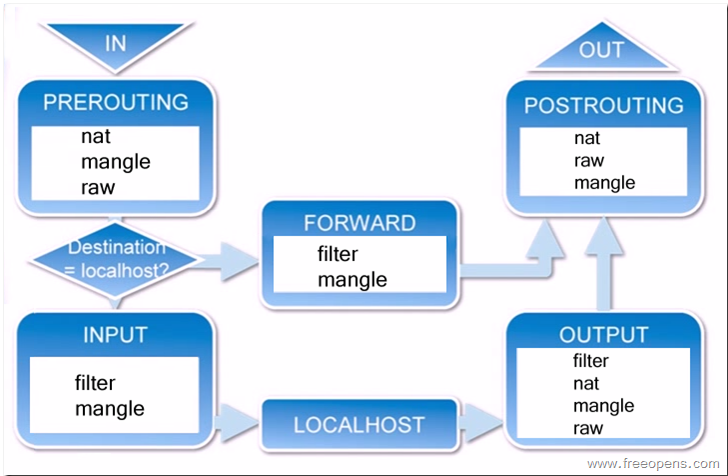 IN
PREROUTING
nat
mangle
raw
Destination
= localhost?
FORWARD
filter
mangle
INPUT
filter
mangle
LOCALHOST
OUTPUT
filter
nat
mangle
raw
OUT
POSTROUTING
nat
raw
mangle
www.freeopens.com